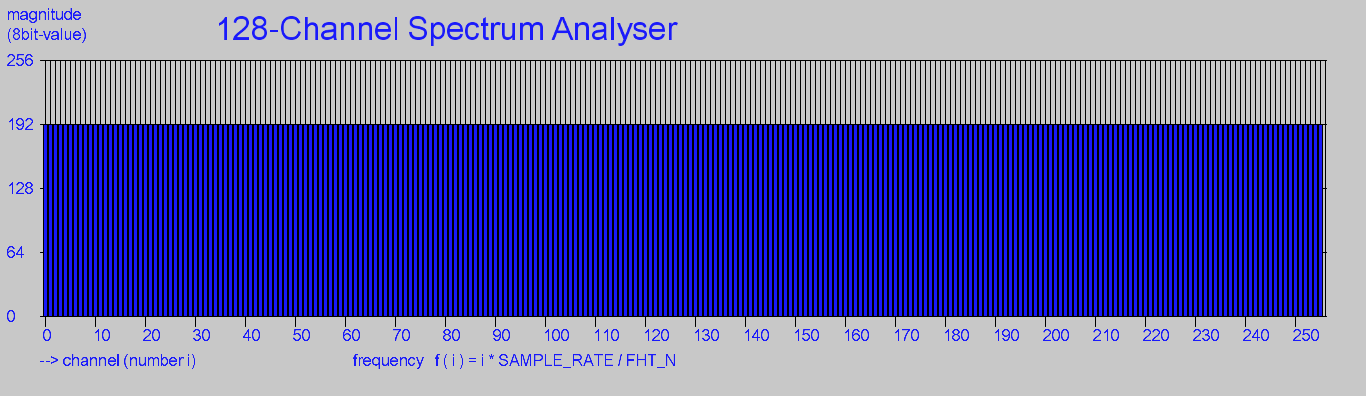 magnitude
(8bit-value)
128-Channel Spectrum Analyser
256
192
128
64
0
0 10 20 30 40 50 60 70 80 90 100 110 120 130 140 150 160 170 180 190 200 210 220 230 240 250
--> channel (number i)
frequency f ( i ) = i * SAMPLE_RATE / FHT_N